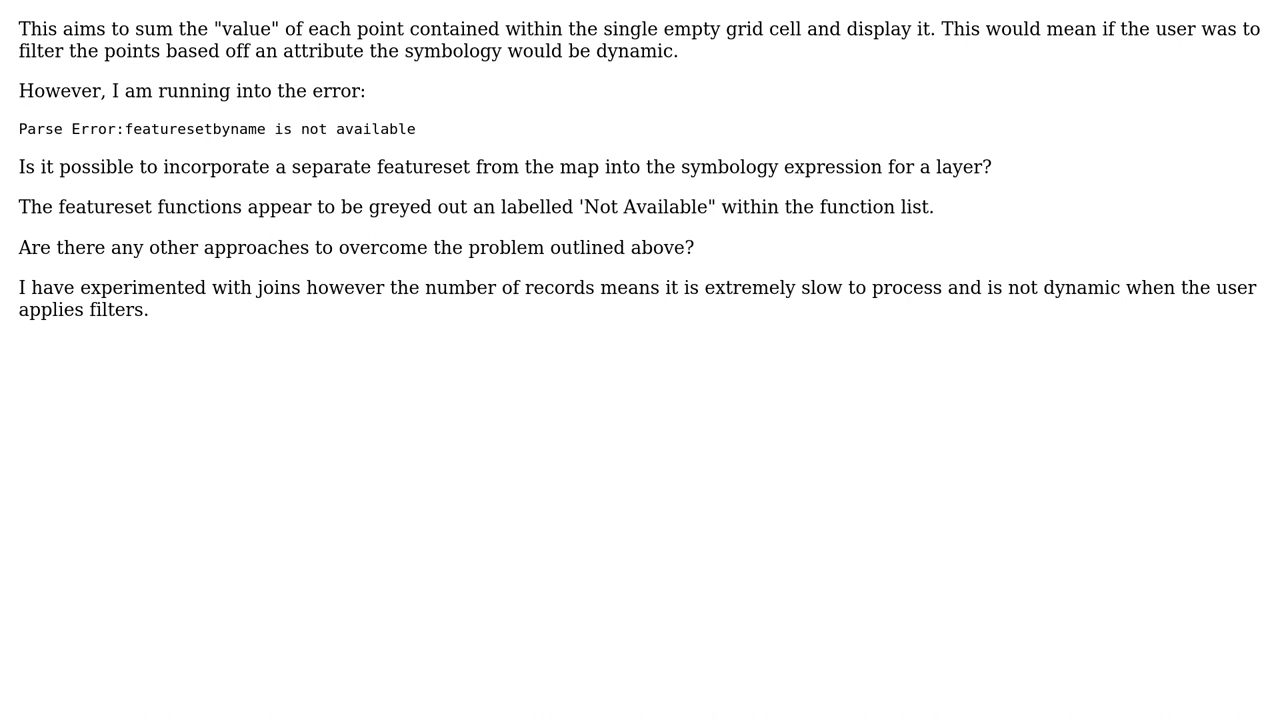 This aims to sum the "value" of each point contained within the single empty grid cell and display it. This would mean if the user was to
filter the points based off an attribute the symbology would be dynamic.
However, I am running into the error:
Parse Error:featuresetbyname is not available
Is it possible to incorporate a separate featureset from the map into the symbology expression for a layer?
The featureset functions appear to be greyed out an labelled 'Not Available" within the function list.
Are there any other approaches to overcome the problem outlined above?
I have experimented with joins however the number of records means it is extremely slow to process and is not dynamic when the user
applies filters.